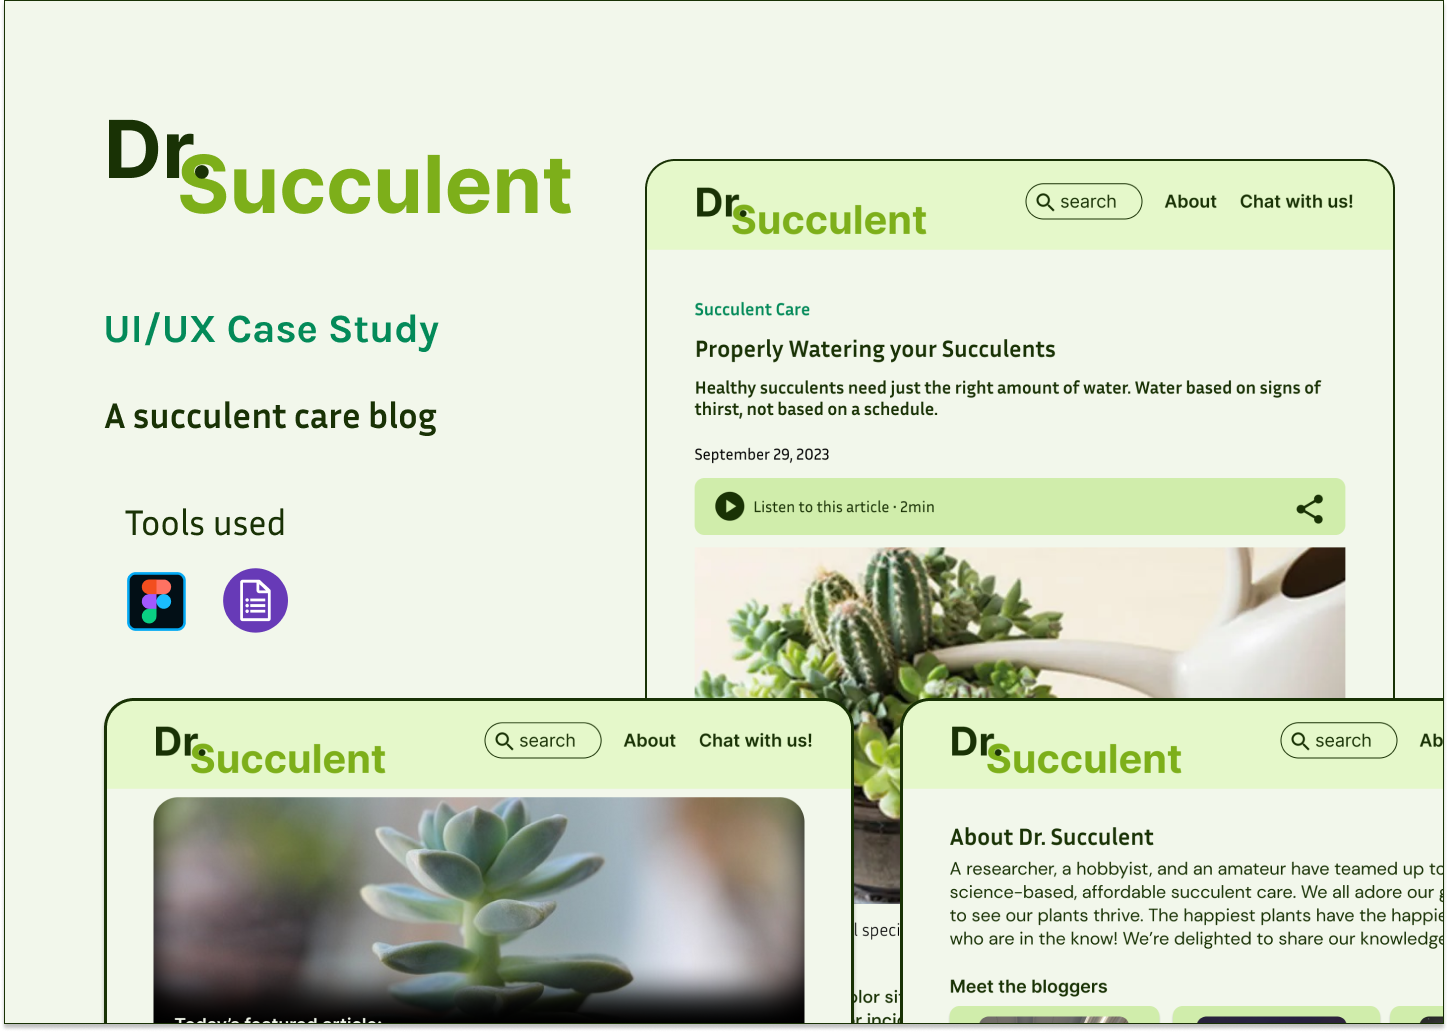 Dr.
Succulent
UI/UX Case Study
A succulent care blog
Tools used
Dr.
Succulent
search
About
Chat with us!
Succulent Care
Properly Watering your Succulents
Healthy succulents need just the right amount of water. Water based on signs of
thirst, not based on a schedule.
September 29, 2023
Listen to this article · 2min
Dr.
Succulent
search
About
Chat with us!
Today's featured article:
l speci
olor sit
r inci
Dr.
Succulent
search
Ab
About Dr. Succulent
A researcher, a hobbyist, and an amateur have teamed up to
science-based, affordable succulent care. We all adore our g
to see our plants thrive. The happiest plants have the happie
who are in the know! We’re delighted to share our knowledge
Meet the bloggers